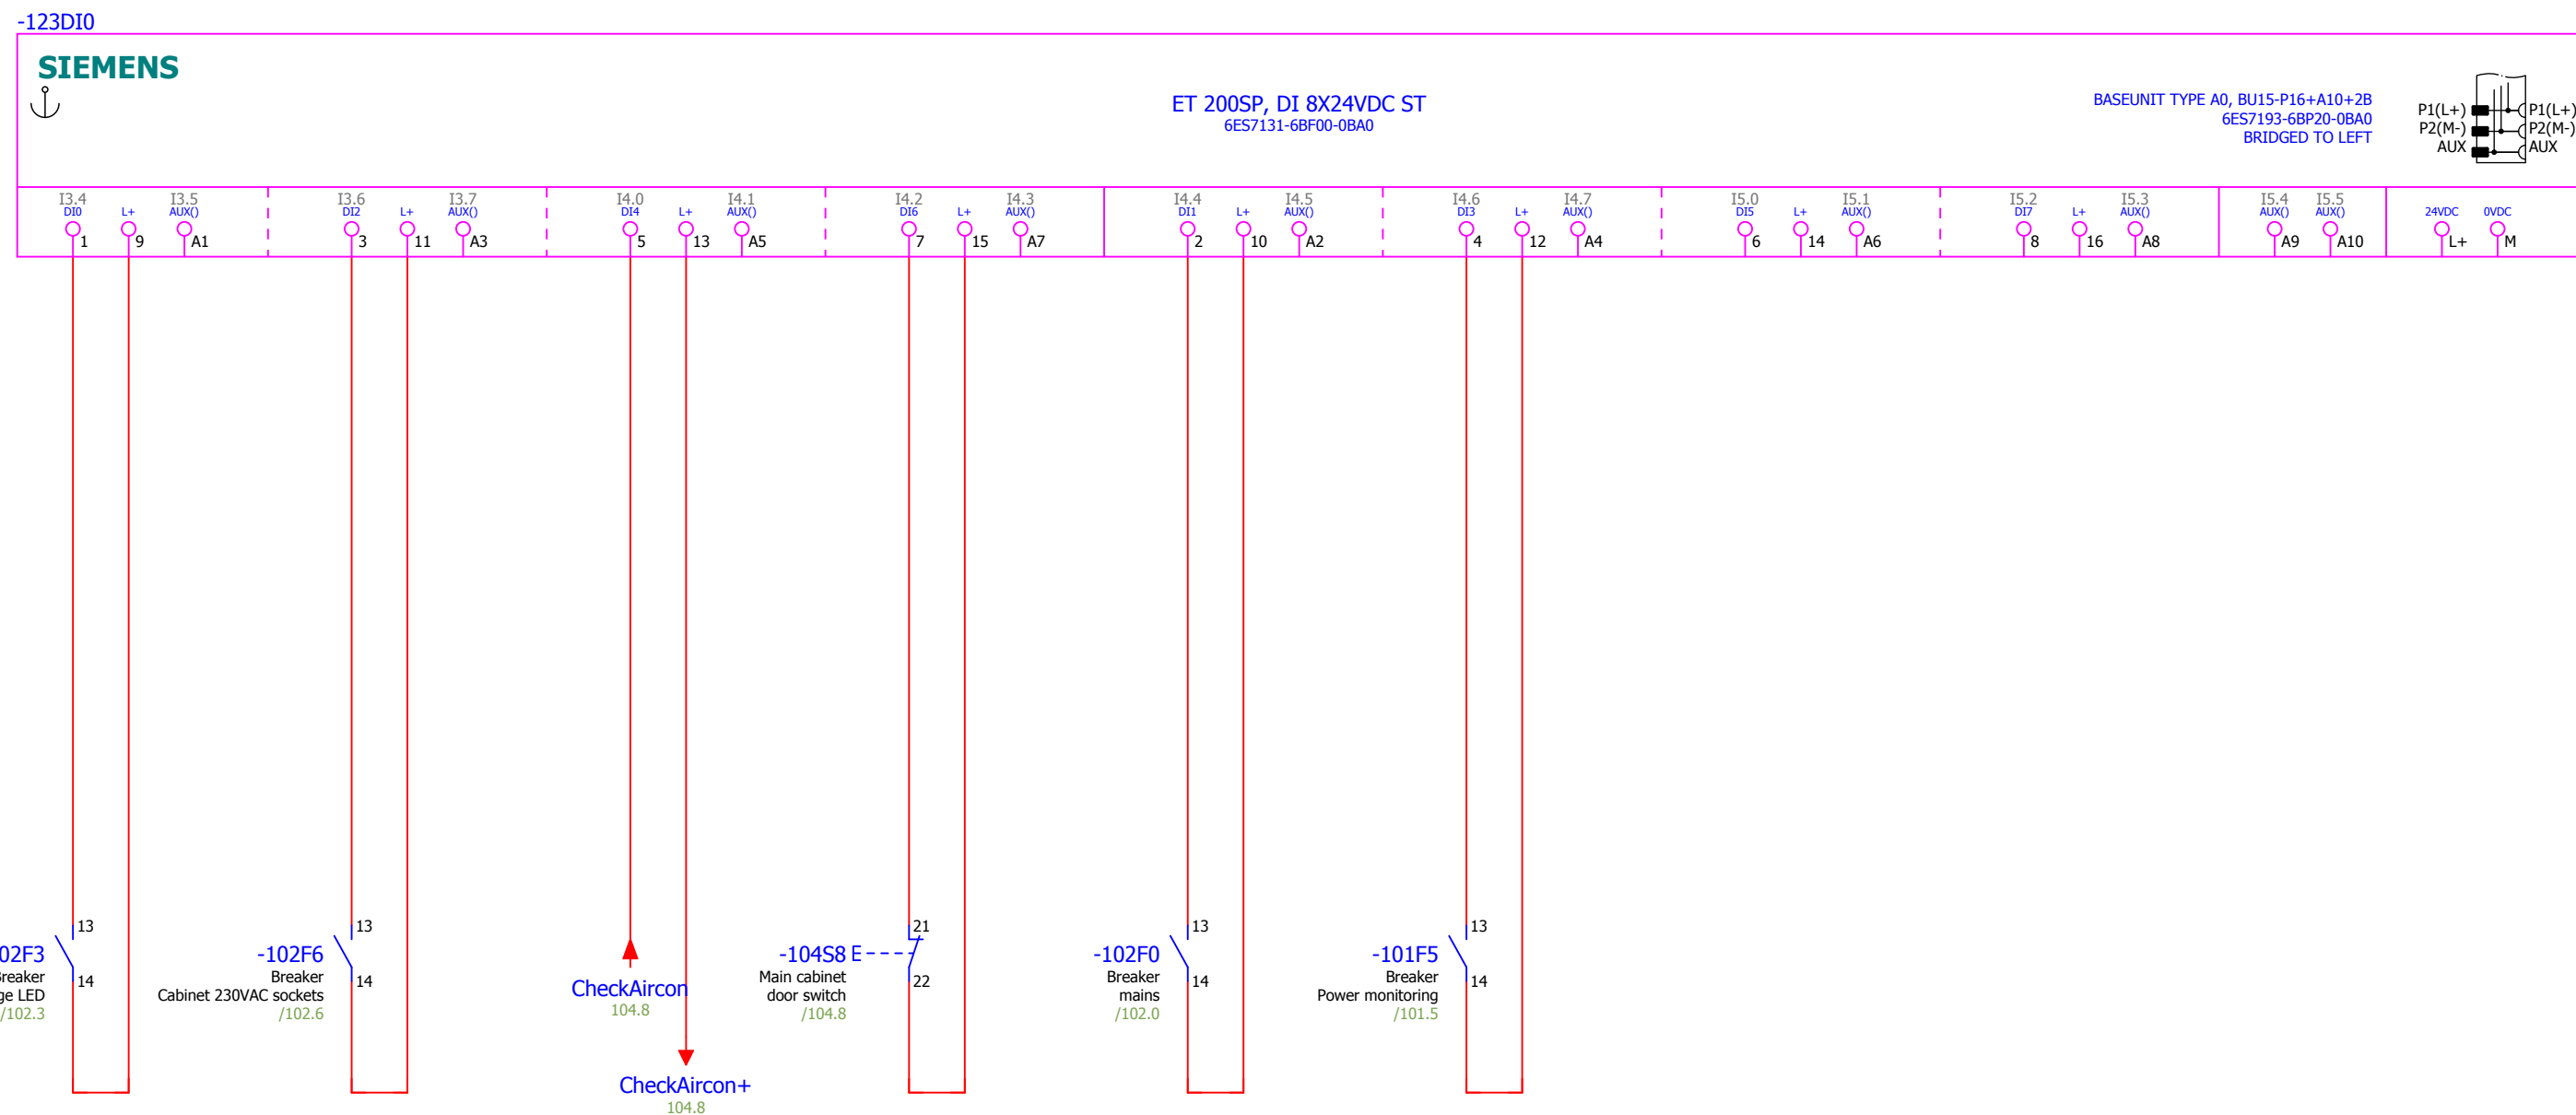 -123DI0
SIEMENS
ET 200SP, DI 8X24VDC ST
6ES7131-6BF00-0BA0
BASEUNIT TYPE A0, BU15-P16+A10+2B
6ES7193-6BP20-0BA0
BRIDGED TO LEFT
P1(L+) P1(L+)
P2(M-) P2(M-)
AUX AUX
I3.4 I3.5 I3.6 I3.7 I4.0 I4.1 I4.2 I4.3 I4.4 I4.5 I4.6 I4.7 I5.0 I5.1 I5.2 I5.3 I5.4 I5.5
DI0 L+ AUX() DI2 L+ AUX() DI4 L+ AUX() DI6 L+ AUX() DI1 L+ AUX() DI3 L+ AUX() DI5 L+ AUX() DI7 L+ AUX() AUX() AUX() 24VDC 0VDC
1 9 A1 3 11 A3 5 13 A5 7 15 A7 2 10 A2 4 12 A4 6 14 A6 8 16 A8 A9 A10 L+ M
13 13 21 13 13
02F3 -102F6 -104S8 E -102F0 -101F5
Breaker Breaker Main cabinet Breaker Breaker
14 14 22 14 14
ge LED Cabinet 230VAC sockets CheckAircon door switch mains Power monitoring
/102.3 /102.6 104.8 /104.8 /102.0 /101.5
CheckAircon+
104.8